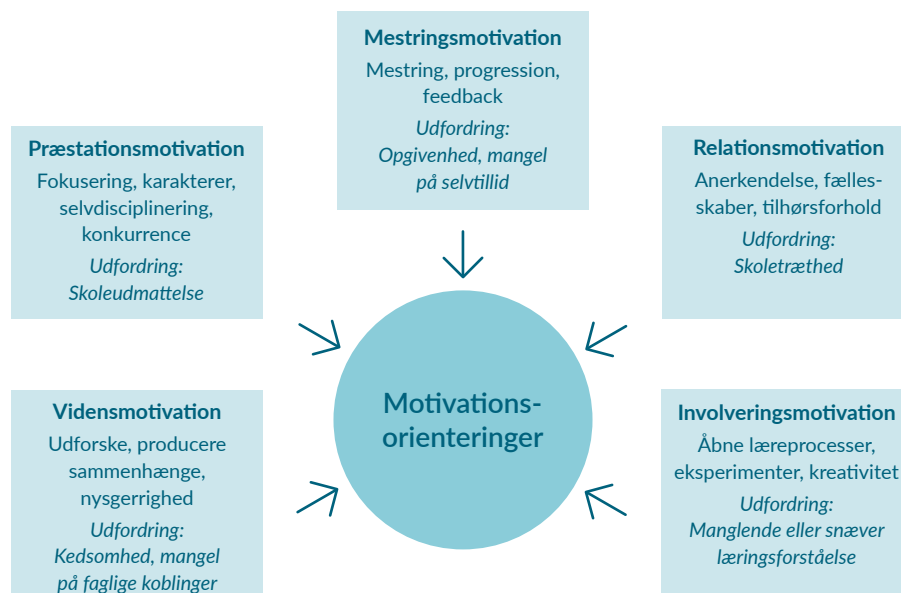 Mestringsmotivation
Mestring, progression,
feedback
Udfordring:
Opgivenhed, mangel
på selvtillid
Præstationsmotivation
Fokusering, karakterer,
selvdisciplinering,
konkurrence
Udfordring:
Skoleudmattelse
Relationsmotivation
Anerkendelse, fælles-
skaber, tilhørsforhold
Udfordring:
Skoletræthed
Motivations-
orienteringer
Vidensmotivation
Udforske, producere
sammenhænge,
nysgerrighed
Udfordring:
Kedsomhed, mangel
på faglige koblinger
Involveringsmotivation
Åbne læreprocesser,
eksperimenter, kreativitet
Udfordring:
Manglende eller snæver
læringsforståelse